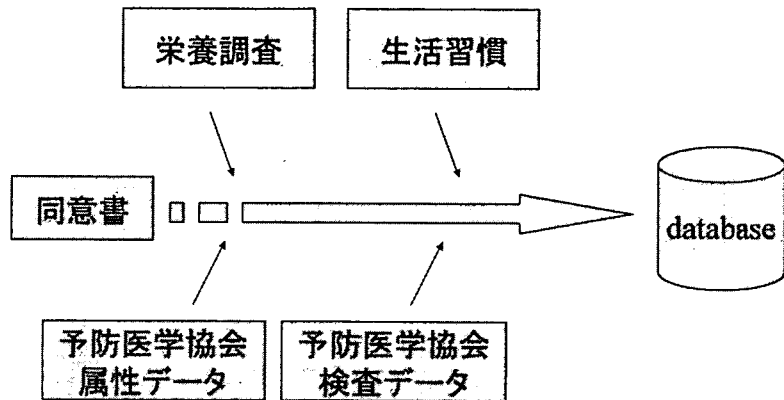 栄養調査
生活習慣
同意書
database
予防医学協会
属性データ
予防医学協会
検査データ